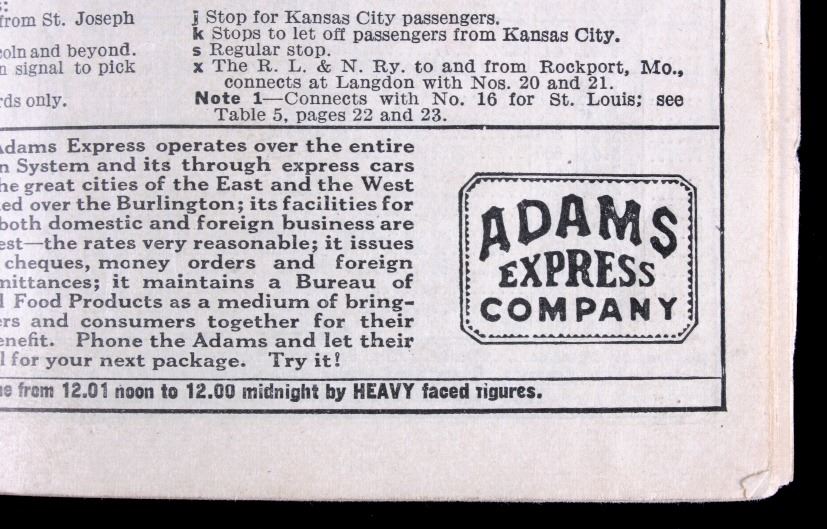 from St. Joseph
coln and beyond.
n signal to pick
rds only.
j Stop for Kansas City passengers.
k Stops to let off passengers from Kansas City.
s Regular stop.
x The R. L. & N. Ry. to and from Rockport, Mo.,
connects at Langdon with Nos. 20 and 21.
Note 1—Connects with No. 16 for St. Louis; see
Table 5, pages 22 and 23.
Adams Express operates over the entire
n System and its through express cars
he great cities of the East and the West
ed over the Burlington; its facilities for
both domestic and foreign business are
est—the rates very reasonable; it issues
cheques, money orders and foreign
mittances; it maintains a Bureau of
d Food Products as a medium of bring-
ers and consumers together for their
enefit. Phone the Adams and let their
l for your next package. Try it!
ADAMS
EXPRESS
COMPANY
e from 12.01 noon to 12.00 midnight by HEAVY faced figures.